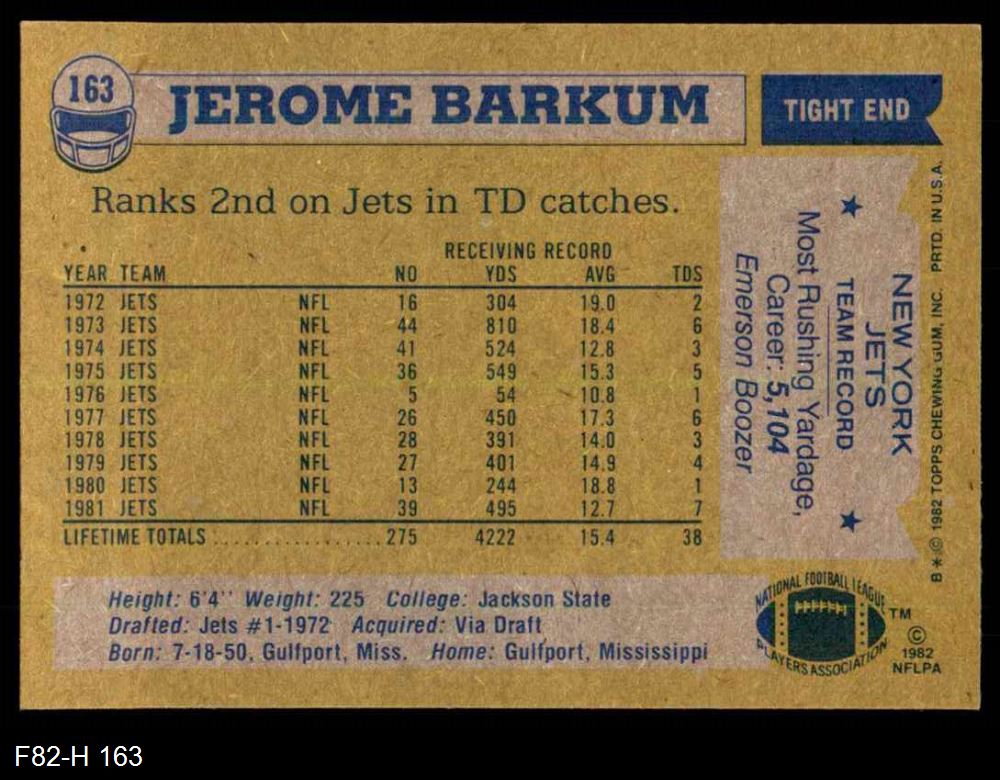 163
JEROME BARKUM
TIGHT END
Ranks 2nd on Jets in TD catches.
RECEIVING RECORD
YEAR TEAM NO YDS AVG TDS
1972 JETS NFL 16 304 19.0 2
1973 JETS NFL 44 810 18.4 6
1974 JETS NFL 41 524 12.8 3
1975 JETS NFL 36 549 15.3 5
1976 JETS NFL 5 54 10.8 1
1977 JETS NFL 26 450 17.3 6
1978 JETS NFL 28 391 14.0 3
1979 JETS NFL 27 401 14.9 4
1980 JETS NFL 13 244 18.8 1
1981 JETS NFL 39 495 12.7 7
LIFETIME TOTALS .................. 275 4222 15.4 38
NEW YORK
JETS
★ TEAM RECORD ★
Most Rushing Yardage,
Career: 5,104
Emerson Boozer
B*© 1982 TOPPS CHEWING GUM, INC. PRTD. IN U.S.A.
Height: 6'4" Weight: 225 College: Jackson State
Drafted: Jets #1-1972 Acquired: Via Draft
Born: 7-18-50, Gulfport, Miss. Home: Gulfport, Mississippi
NATIONAL FOOTBALL LEAGUE
PLAYERS ASSOCIATION
TM
©
1982
NFLPA
F82-H 163